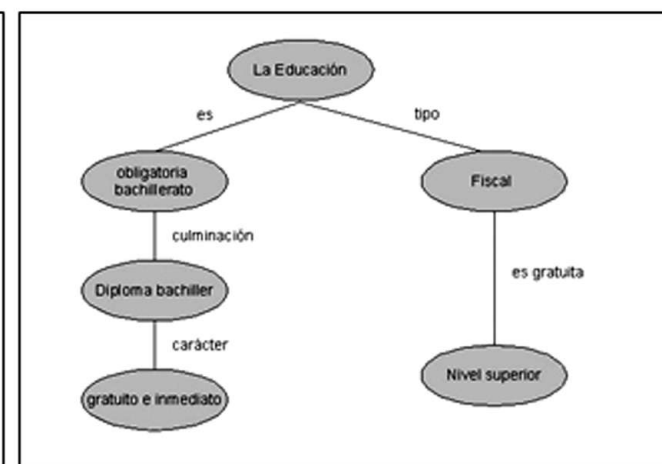 La Educación
es
tipo
obligatoria
bachillerato
Fiscal
culminación
es gratuita
Diploma bachiller
carácter
Nivel superior
gratuito e inmediato